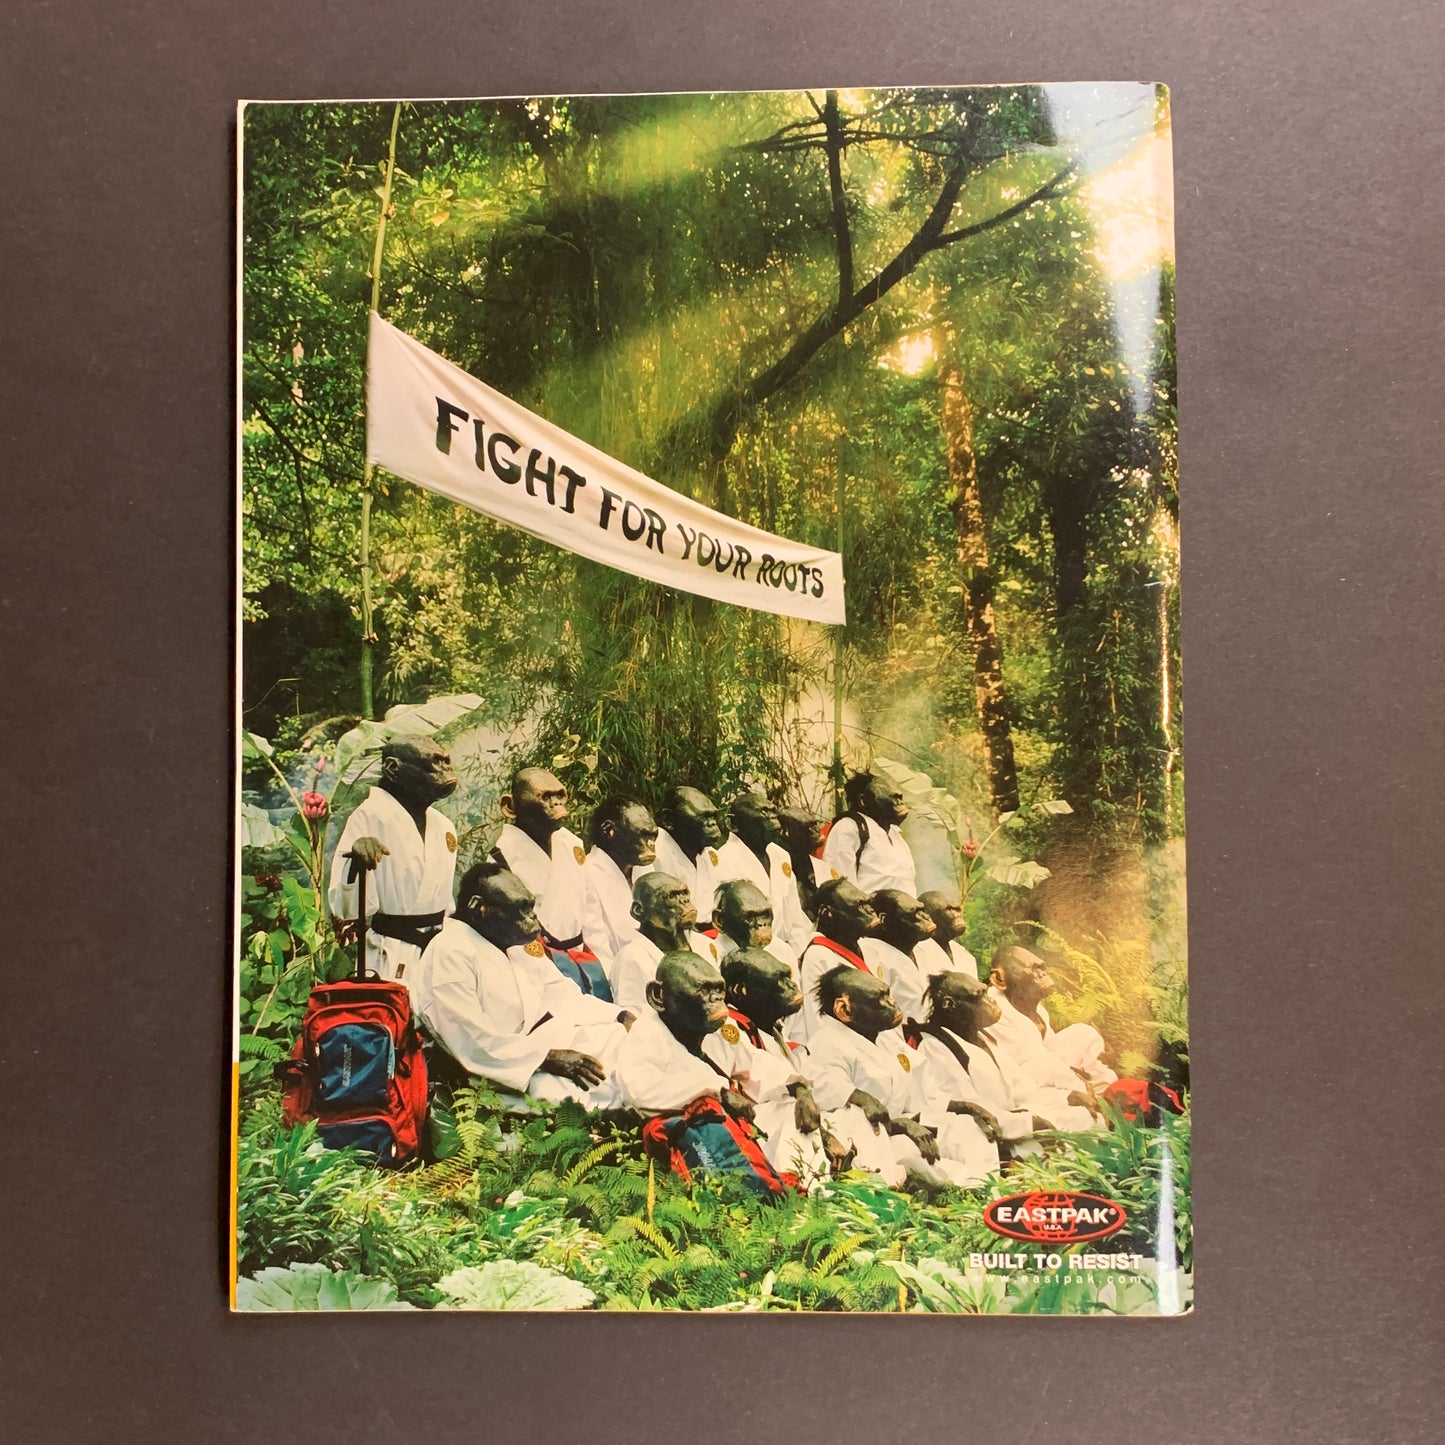 FIGHT FOR YOUR ROOTS
EASTPAK®
U.S.A.
BUILT TO RESIST
www.eastpak.com